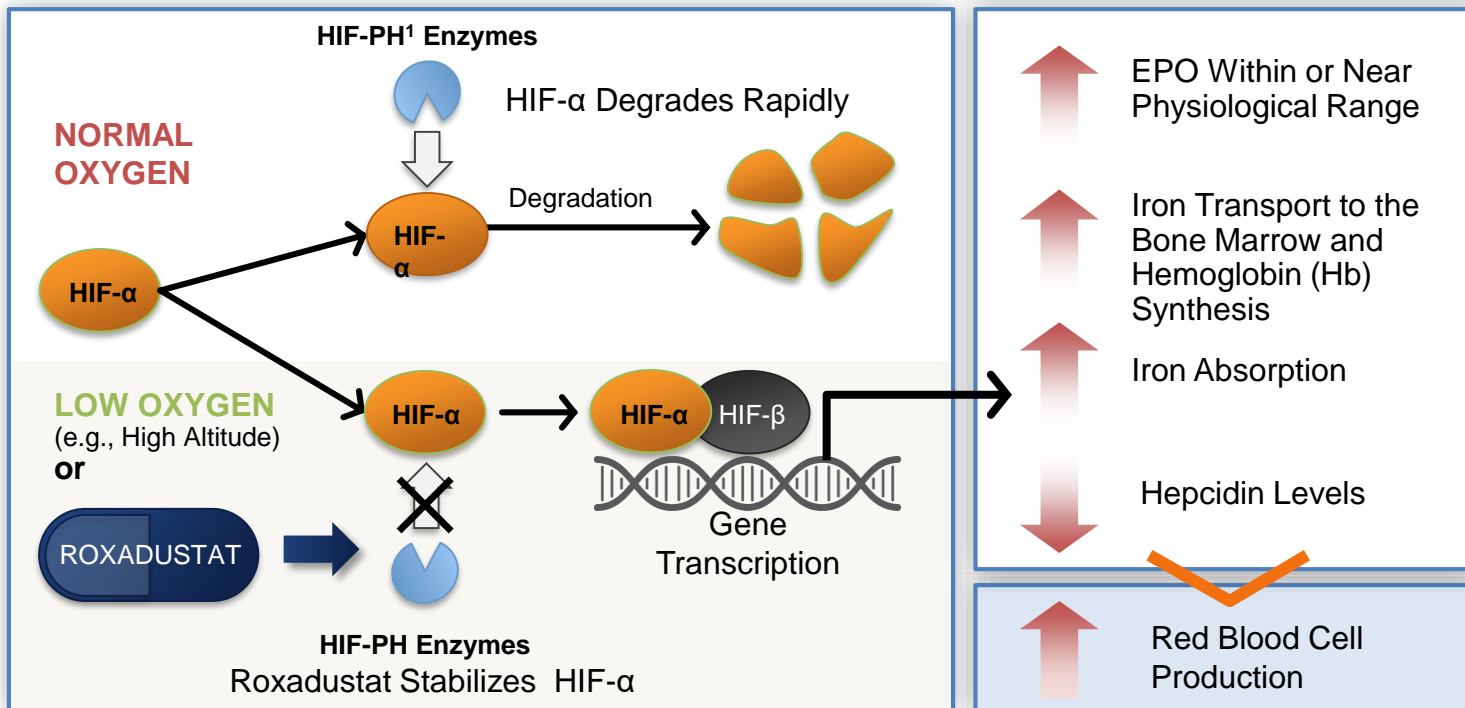 HIF-PH¹ Enzymes
HIF-α Degrades Rapidly
NORMAL
OXYGEN
Degradation
HIF-
α
HIF-α
LOW OXYGEN
(e.g., High Altitude)
or
ROXADUSTAT
HIF-α
HIF-α
HIF-β
Gene
Transcription
HIF-PH Enzymes
Roxadustat Stabilizes HIF-α
EPO Within or Near
Physiological Range
Iron Transport to the
Bone Marrow and
Hemoglobin (Hb)
Synthesis
Iron Absorption
Hepcidin Levels
Red Blood Cell
Production